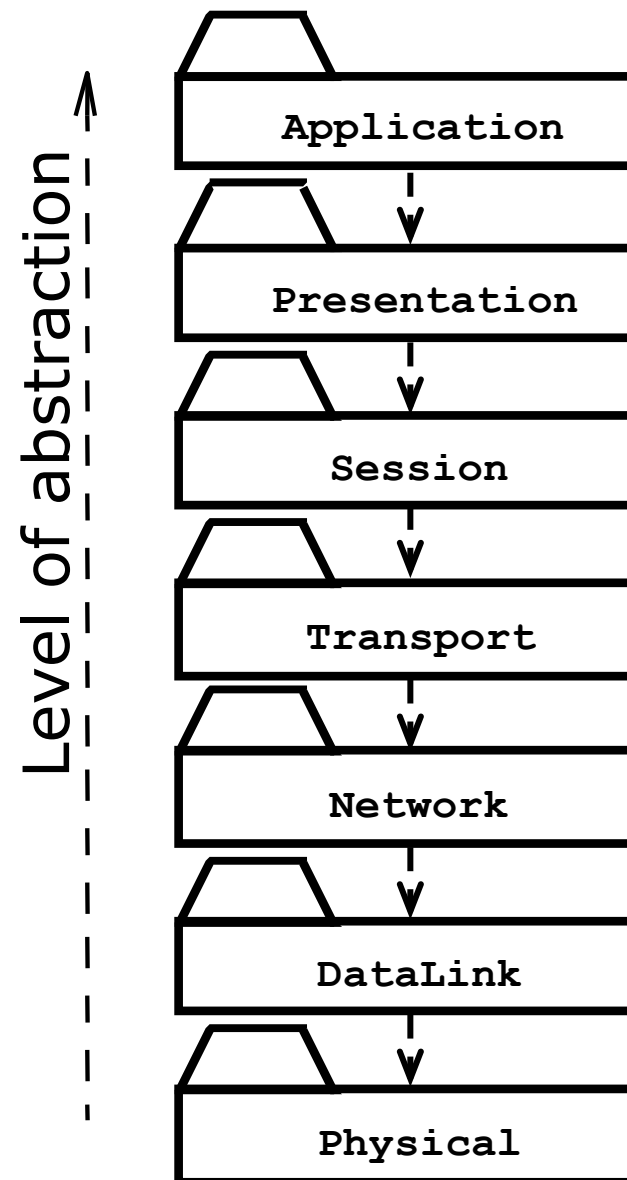 Level of abstraction
Application
Presentation
Session
Transport
Network
DataLink
Physical